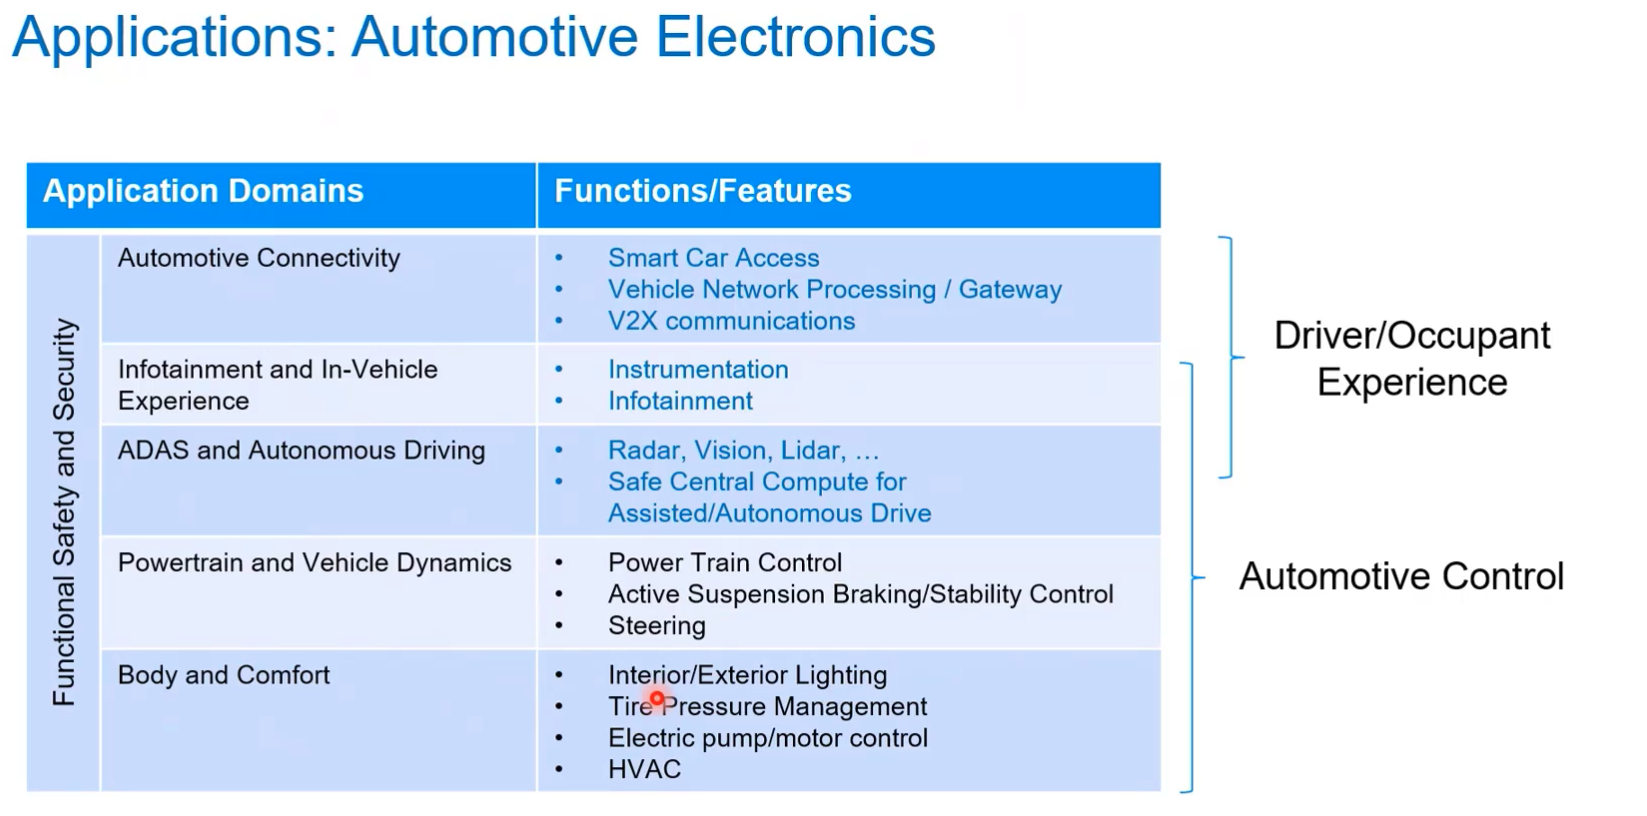 Applications: Automotive Electronics
Application Domains
Functions/Features
Functional Safety and Security
Automotive Connectivity
• Smart Car Access
• Vehicle Network Processing / Gateway
• V2X communications
Infotainment and In-Vehicle
Experience
• Instrumentation
• Infotainment
ADAS and Autonomous Driving
• Radar, Vision, Lidar, …
• Safe Central Compute for
Assisted/Autonomous Drive
Powertrain and Vehicle Dynamics
• Power Train Control
• Active Suspension Braking/Stability Control
• Steering
Body and Comfort
• Interior/Exterior Lighting
• Tire Pressure Management
• Electric pump/motor control
• HVAC
Driver/Occupant
Experience
Automotive Control